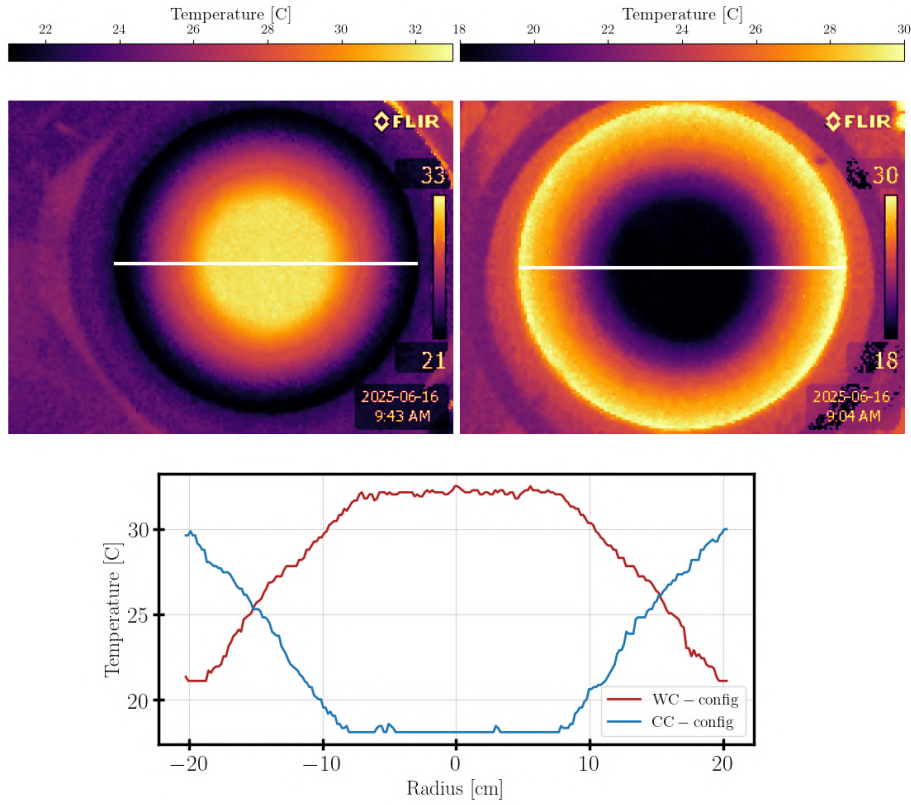 Temperature [C]
22 24 26 28 30 32
Temperature [C]
18 20 22 24 26 28 30
FLIR
33
21
2025-06-16
9:43 AM
FLIR
30
18
2025-06-16
9:04 AM
Temperature [C]
30
25
20
WC − config
CC − config
−20 −10 0 10 20
Radius [cm]